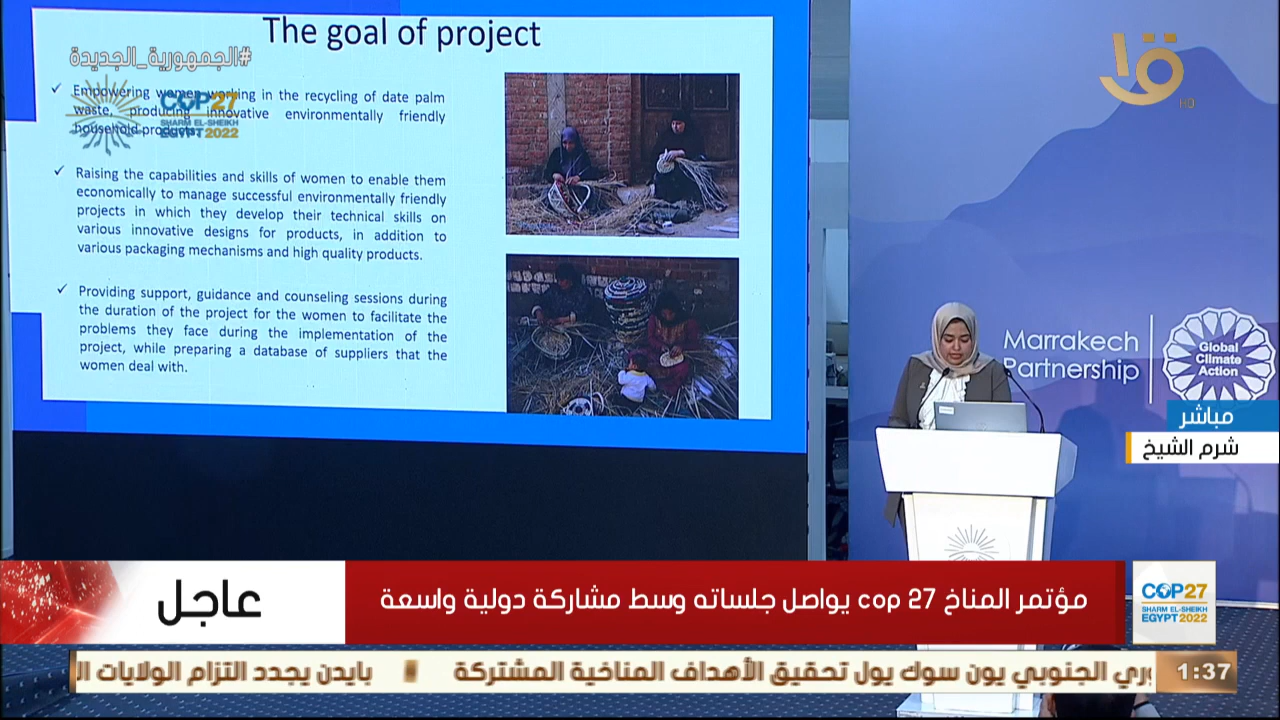 The goal of project
#الجمهورية_الجديدة
COP27
SHARM EL-SHEIKH
EGYPT 2022
Empowering women working in the recycling of date palm
waste, producing innovative environmentally friendly
household products.
Raising the capabilities and skills of women to enable them
economically to manage successful environmentally friendly
projects in which they develop their technical skills on
various innovative designs for products, in addition to
various packaging mechanisms and high quality products.
Providing support, guidance and counseling sessions during
the duration of the project for the women to facilitate the
problems they face during the implementation of the
project, while preparing a database of suppliers that the
women deal with.
HD
Marrakech
Partnership
Global
Climate
Action
مباشر
شرم الشيخ
عاجل
مؤتمر المناخ cop 27 يواصل جلساته وسط مشاركة دولية واسعة
COP27
SHARM EL-SHEIKH
EGYPT 2022
الجنوبي يون سوك يول تحقيق الأهداف المناخية المشتركة
بايدن يجدد التزام الولايات
1:37